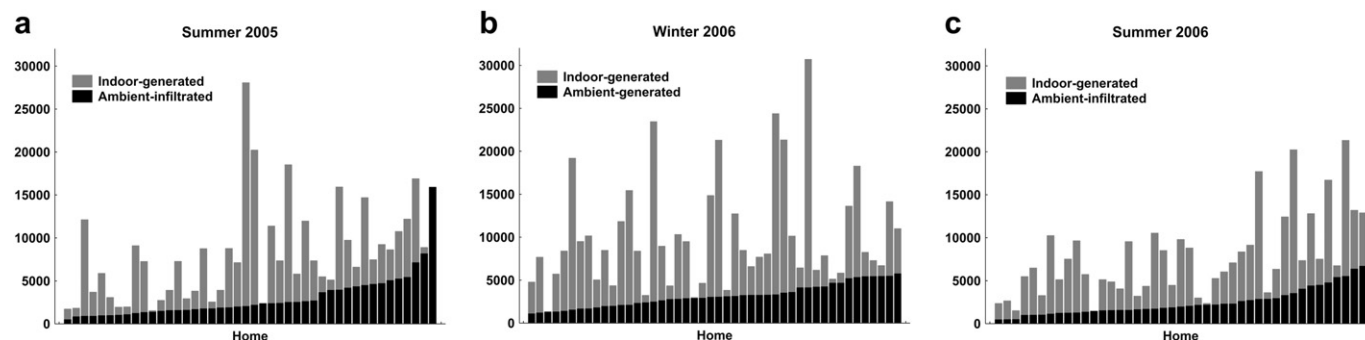 a
Summer 2005
30000
25000
20000
15000
10000
5000
0
Indoor-generated
Ambient-infiltrated
Home
b
Winter 2006
30000
25000
20000
15000
10000
5000
0
Indoor-generated
Ambient-generated
Home
c
Summer 2006
30000
25000
20000
15000
10000
5000
0
Indoor-generated
Ambient-infiltrated
Home